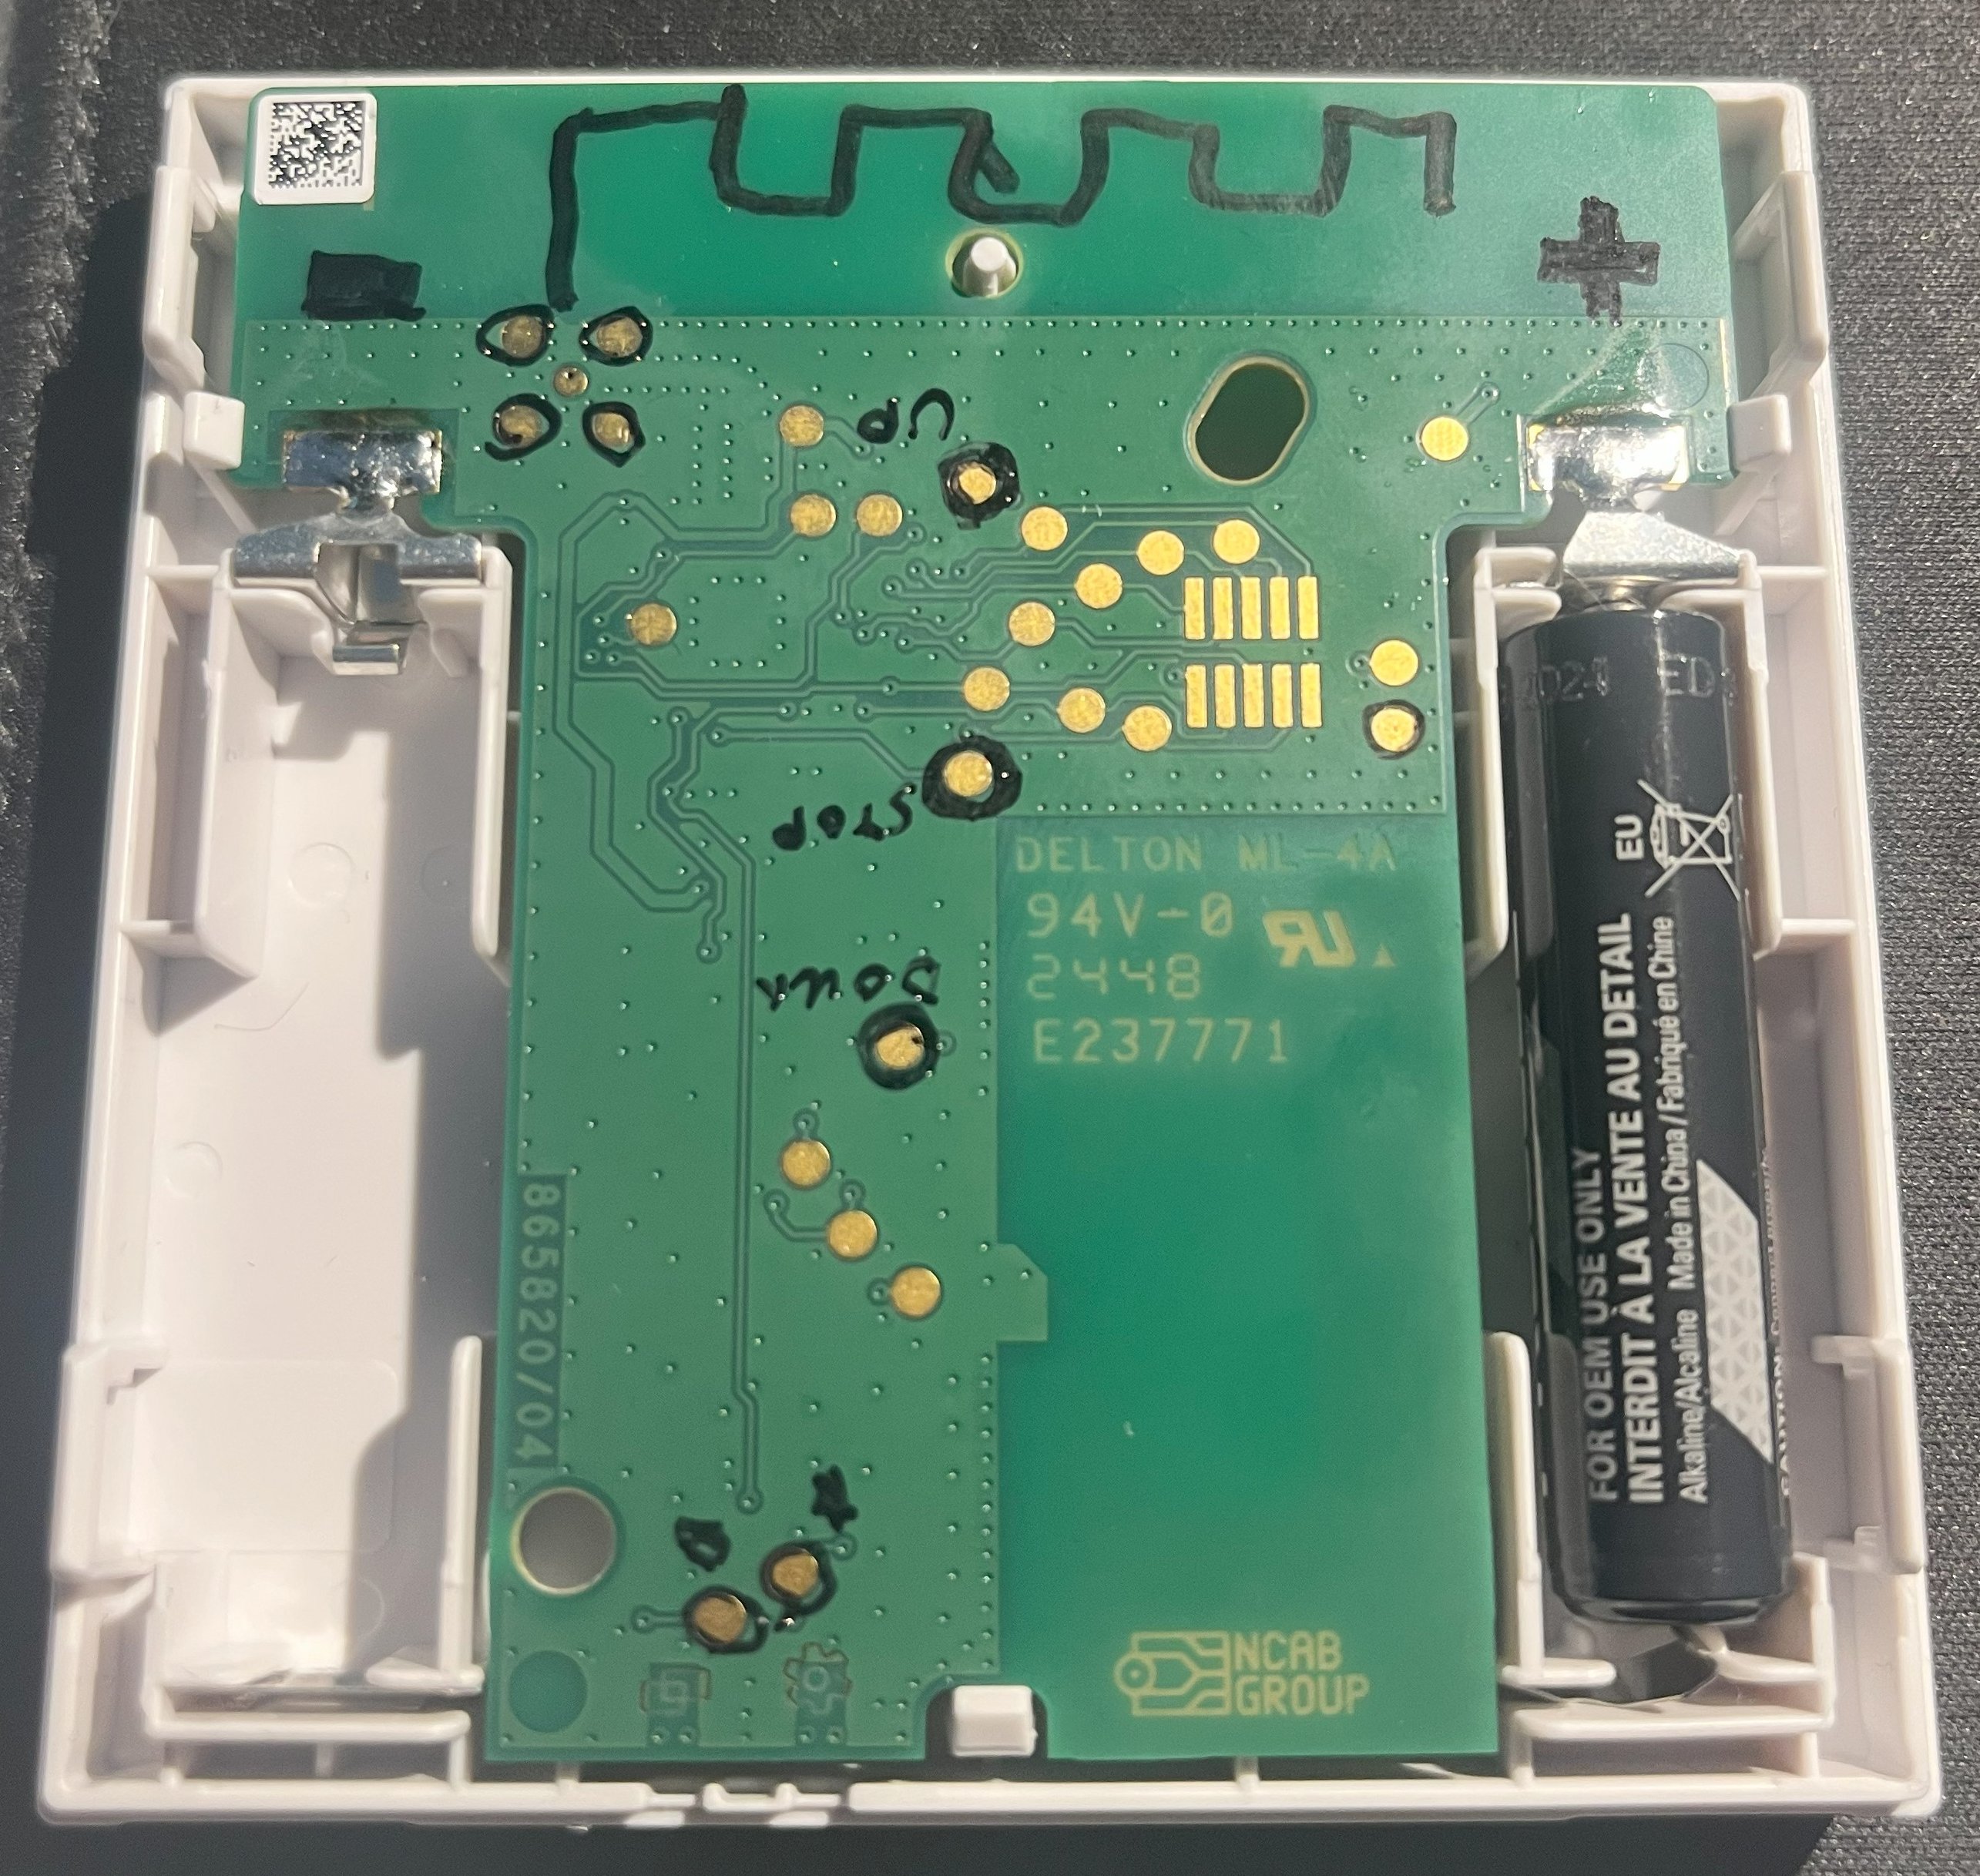 UP
STOP
DELTON ML-4A
94V-0
2448
E237771
DOWN
865820/04
NCAB
GROUP
EU
FOR OEM USE ONLY
INTERDIT À LA VENTE AU DETAIL
Alkaline/Alcaline Made in China / Fabriqué en Chine